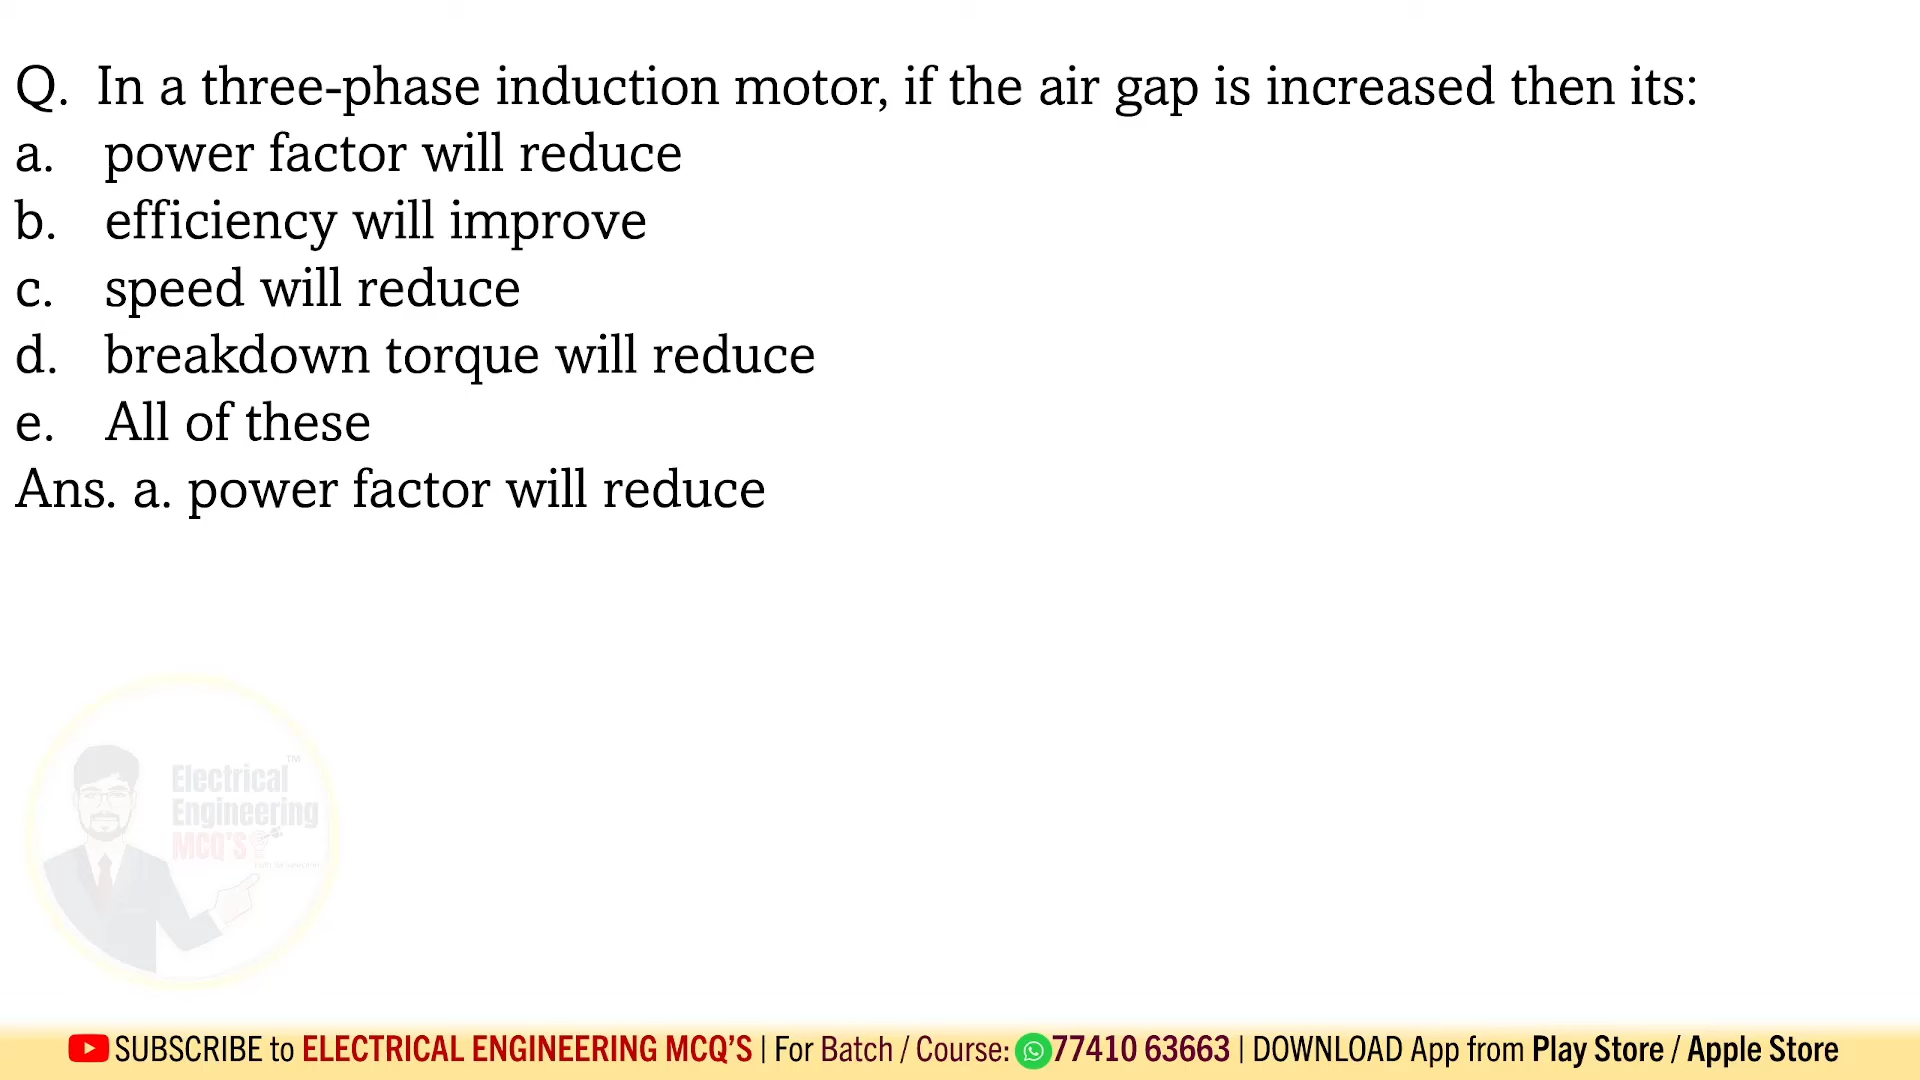 Q. In a three-phase induction motor, if the air gap is increased then its:
a. power factor will reduce
b. efficiency will improve
c. speed will reduce
d. breakdown torque will reduce
e. All of these
Ans. a. power factor will reduce
Electrical TM
Engineering
MCQ'S
SUBSCRIBE to ELECTRICAL ENGINEERING MCQ'S | For Batch / Course: 77410 63663 | DOWNLOAD App from Play Store / Apple Store